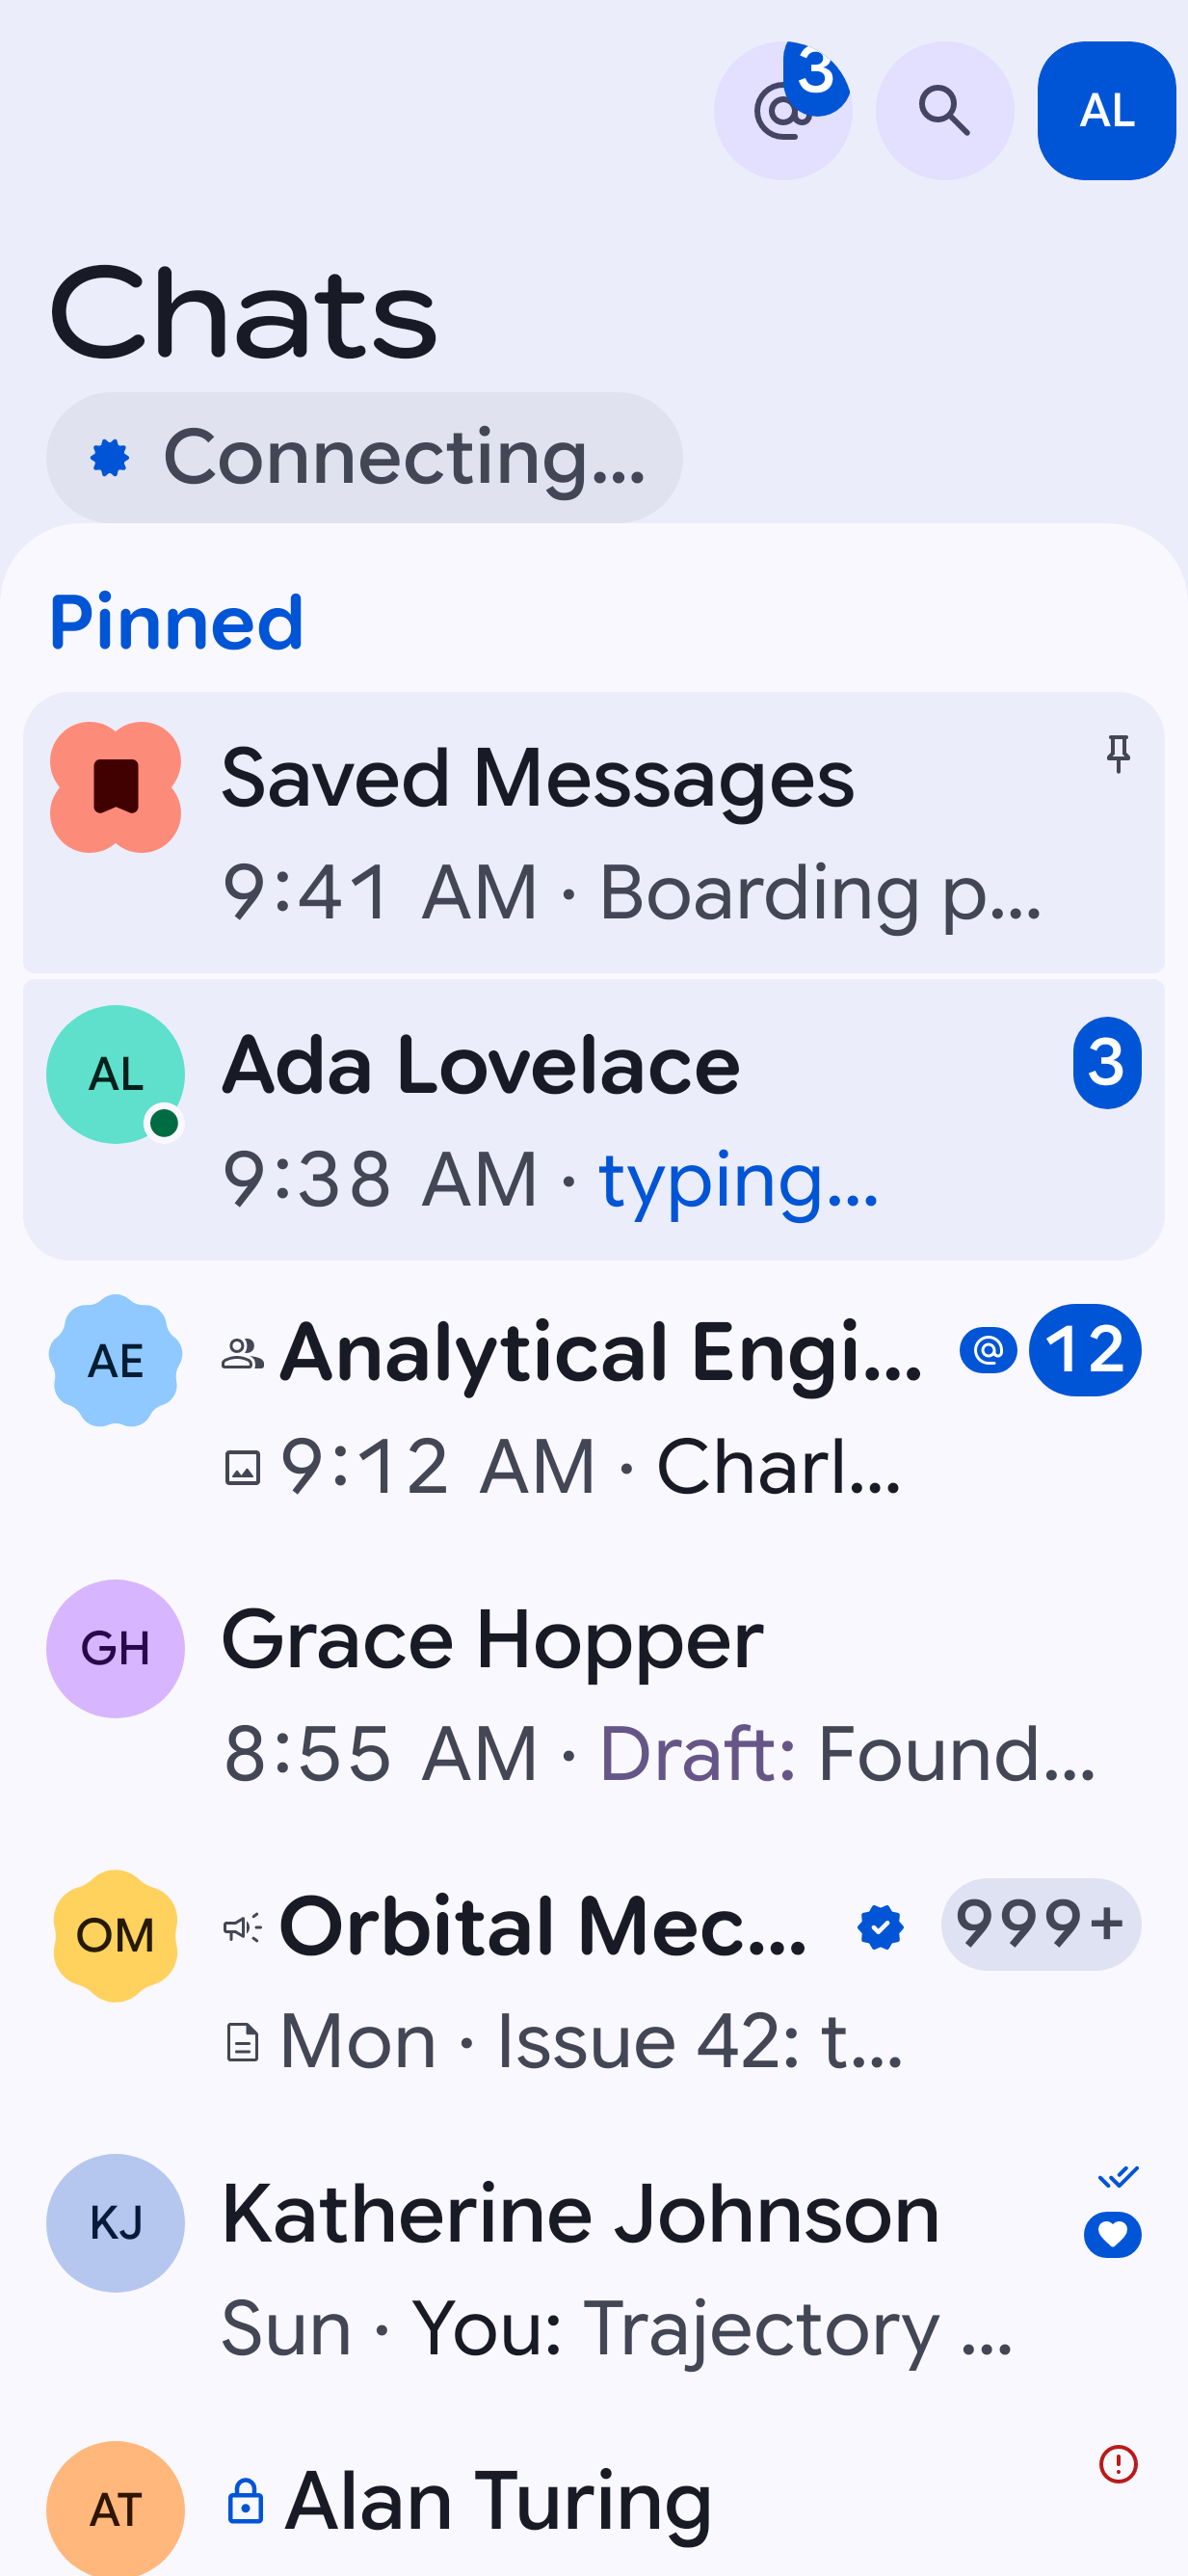 3
AL
Chats
Connecting...
Pinned
Saved Messages
9:41 AM · Boarding p...
AL
Ada Lovelace
3
9:38 AM · typing...
AE
Analytical Engi...
@
12
9:12 AM · Charl...
GH
Grace Hopper
8:55 AM · Draft: Found...
OM
Orbital Mec...
999+
Mon · Issue 42: t...
KJ
Katherine Johnson
Sun · You: Trajectory ...
AT
Alan Turing